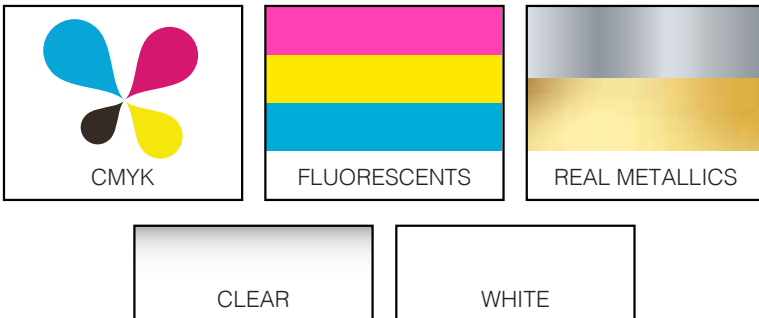 CMYK
FLUORESCENTS
REAL METALLICS
CLEAR
WHITE